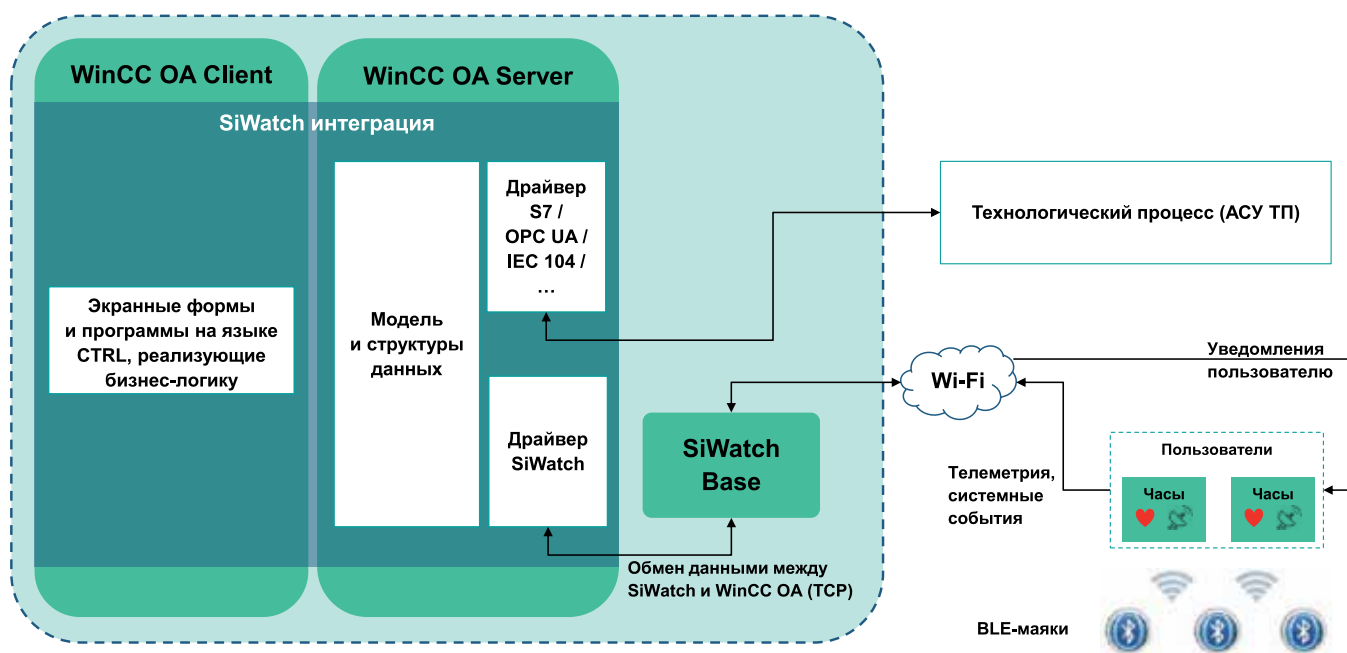 WinCC OA Client
WinCC OA Server
SiWatch интеграция
Экранные формы
и программы на языке
CTRL, реализующие
бизнес-логику
Модель
и структуры
данных
Драйвер
S7 /
OPC UA /
IEC 104 /
...
Драйвер
SiWatch
SiWatch
Base
Обмен данными между
SiWatch и WinCC OA (TCP)
Технологический процесс (АСУ ТП)
Wi-Fi
Уведомления
пользователю
Телеметрия,
системные
события
Пользователи
Часы
Часы
BLE-маяки